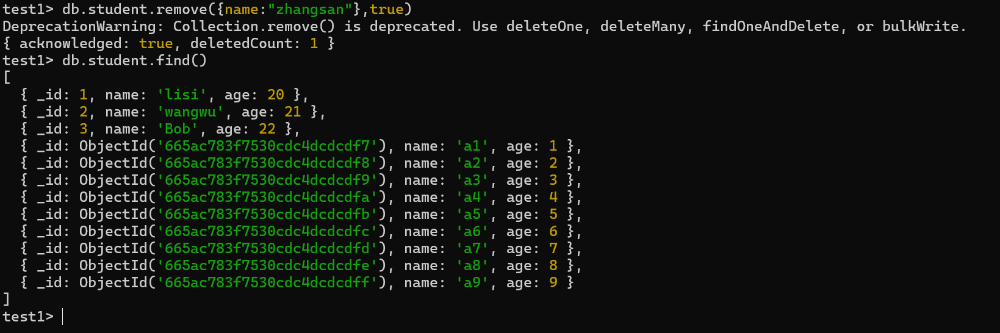 test1> db.student.remove({name:"zhangsan"},true)
DeprecationWarning: Collection.remove() is deprecated. Use deleteOne, deleteMany, findOneAndDelete, or bulkWrite.
{ acknowledged: true, deletedCount: 1 }
test1> db.student.find()
[
  { _id: 1, name: 'lisi', age: 20 },
  { _id: 2, name: 'wangwu', age: 21 },
  { _id: 3, name: 'Bob', age: 22 },
  { _id: ObjectId('665ac783f7530cdc4dcdcdf7'), name: 'a1', age: 1 },
  { _id: ObjectId('665ac783f7530cdc4dcdcdf8'), name: 'a2', age: 2 },
  { _id: ObjectId('665ac783f7530cdc4dcdcdf9'), name: 'a3', age: 3 },
  { _id: ObjectId('665ac783f7530cdc4dcdcdfa'), name: 'a4', age: 4 },
  { _id: ObjectId('665ac783f7530cdc4dcdcdfb'), name: 'a5', age: 5 },
  { _id: ObjectId('665ac783f7530cdc4dcdcdfc'), name: 'a6', age: 6 },
  { _id: ObjectId('665ac783f7530cdc4dcdcdfd'), name: 'a7', age: 7 },
  { _id: ObjectId('665ac783f7530cdc4dcdcdfe'), name: 'a8', age: 8 },
  { _id: ObjectId('665ac783f7530cdc4dcdcdff'), name: 'a9', age: 9 }
]
test1>